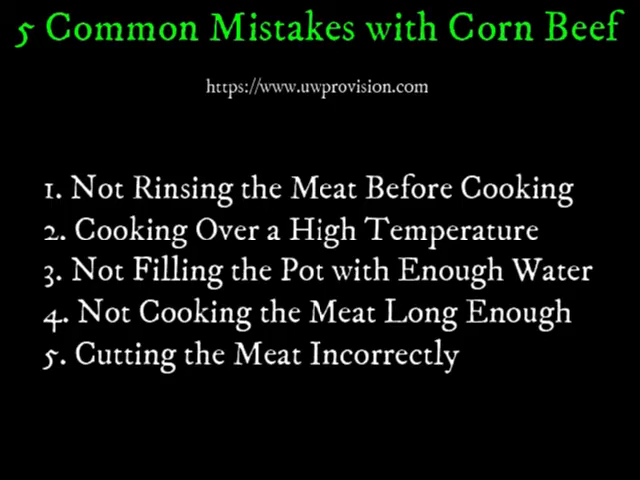 5 Common Mistakes with Corn Beef
https://www.uwprovision.com
1. Not Rinsing the Meat Before Cooking
2. Cooking Over a High Temperature
3. Not Filling the Pot with Enough Water
4. Not Cooking the Meat Long Enough
5. Cutting the Meat Incorrectly